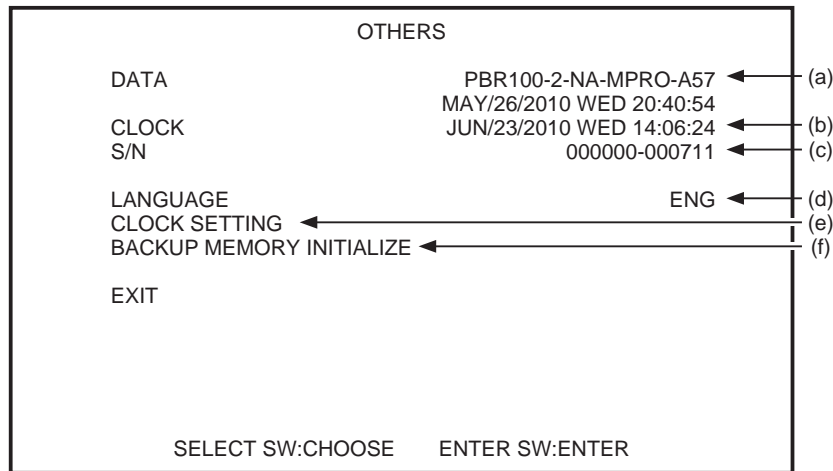 OTHERS
DATA PBR100-2-NA-MPRO-A57 (a)
MAY/26/2010 WED 20:40:54
CLOCK JUN/23/2010 WED 14:06:24 (b)
S/N 000000-000711 (c)
LANGUAGE ENG (d)
CLOCK SETTING (e)
BACKUP MEMORY INITIALIZE (f)
EXIT
SELECT SW:CHOOSE ENTER SW:ENTER